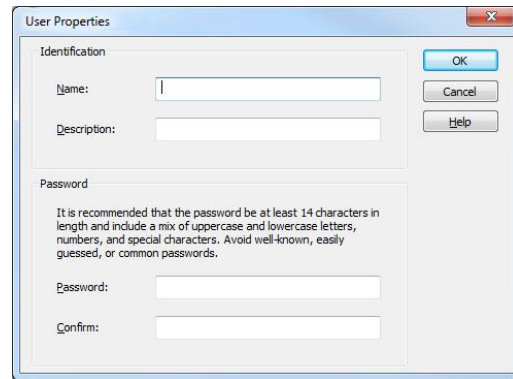 User Properties
Identification
OK
Name:
Cancel
Description:
Help
Password
It is recommended that the password be at least 14 characters in
length and include a mix of uppercase and lowercase letters,
numbers, and special characters. Avoid well-known, easily
guessed, or common passwords.
Password:
Confirm: